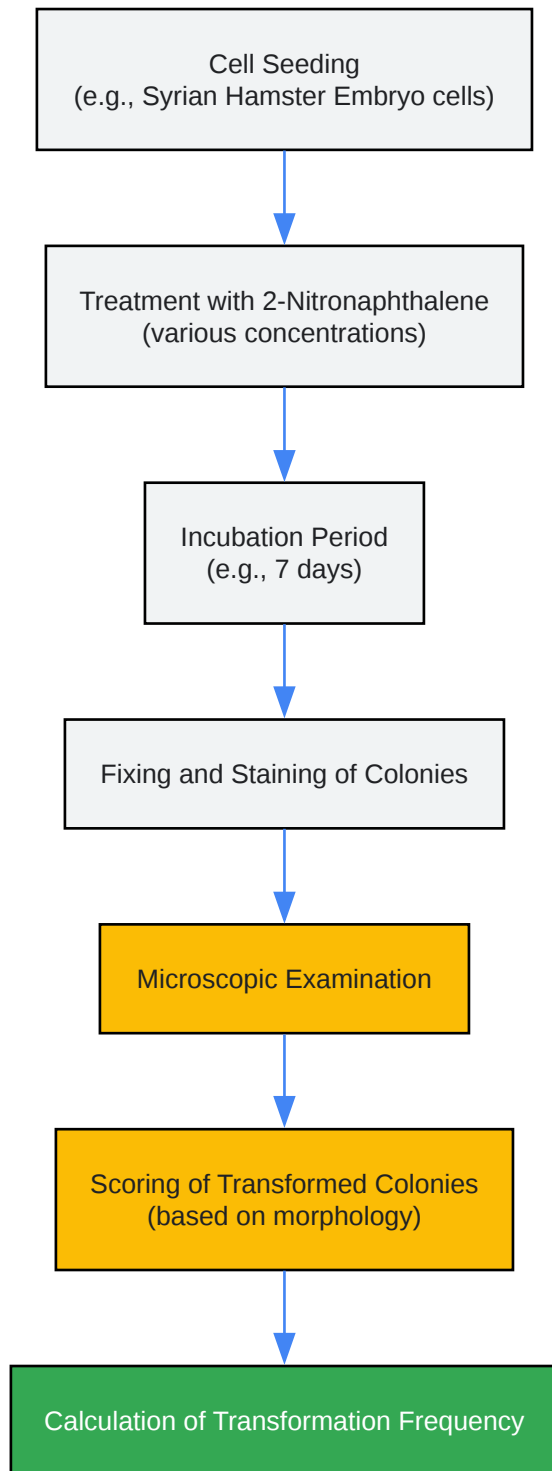 Cell Seeding
(e.g., Syrian Hamster Embryo cells)
Treatment with 2-Nitronaphthalene
(various concentrations)
Incubation Period
(e.g., 7 days)
Fixing and Staining of Colonies
Microscopic Examination
Scoring of Transformed Colonies
(based on morphology)
Calculation of Transformation Frequency